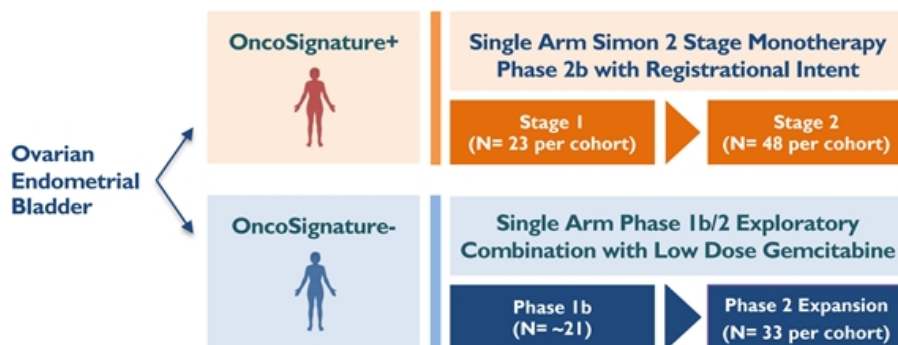 OncoSignature+
Single Arm Simon 2 Stage Monotherapy
Phase 2b with Registrational Intent
Stage 1
(N= 23 per cohort)
Stage 2
(N= 48 per cohort)
Ovarian
Endometrial
Bladder
OncoSignature-
Single Arm Phase 1b/2 Exploratory
Combination with Low Dose Gemcitabine
Phase 1b
(N= ~21)
Phase 2 Expansion
(N= 33 per cohort)